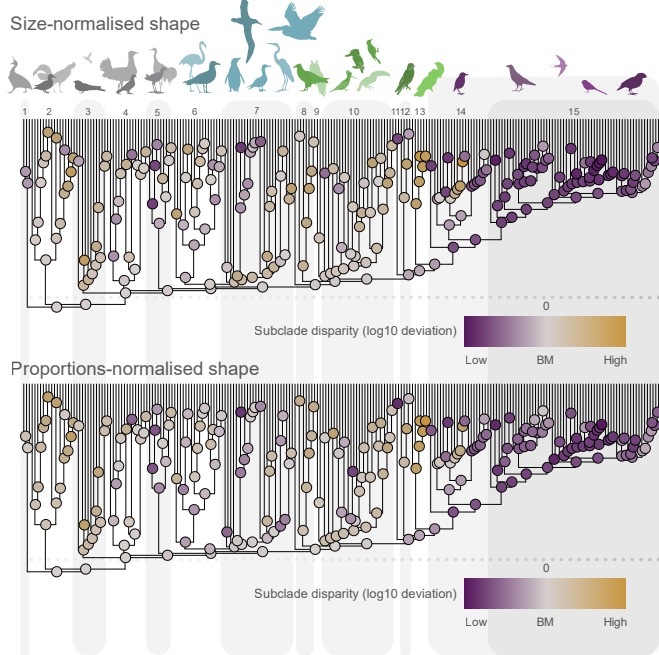 Size-normalised shape
1 2 3 4 5 6 7 8 9 10 11 12 13 14 15
0
Subclade disparity (log10 deviation)
Low BM High
Proportions-normalised shape
0
Subclade disparity (log10 deviation)
Low BM High